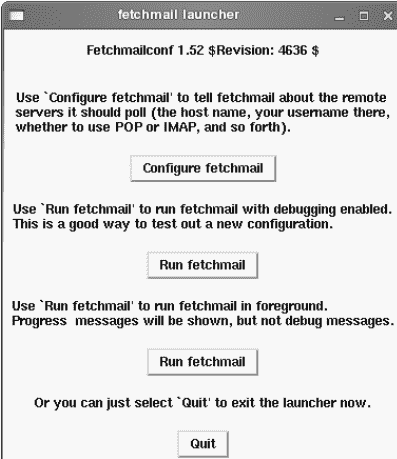 fetchmail launcher
Fetchmailconf 1.52 $Revision: 4636 $
Use `Configure fetchmail' to tell fetchmail about the remote
servers it should poll (the host name, your username there,
whether to use POP or IMAP, and so forth).
Configure fetchmail
Use `Run fetchmail' to run fetchmail with debugging enabled.
This is a good way to test out a new configuration.
Run fetchmail
Use `Run fetchmail' to run fetchmail in foreground.
Progress  messages will be shown, but not debug messages.
Run fetchmail
Or you can just select `Quit' to exit the launcher now.
Quit